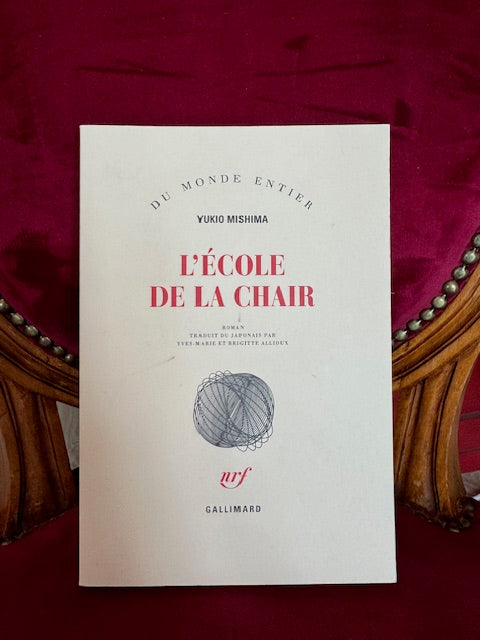 DU MONDE ENTIER
YUKIO MISHIMA
L'ÉCOLE
DE LA CHAIR
ROMAN
TRADUIT DU JAPONAIS PAR
YVES-MARIE ET BRIGITTE ALLIOUX
nrf
GALLIMARD